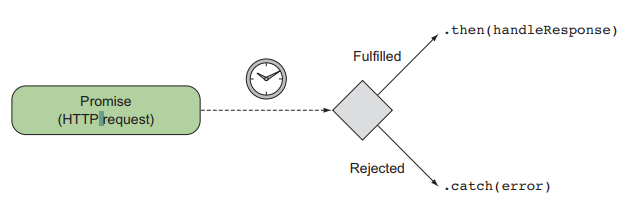 .then(handleResponse)
Fulfilled
Promise
(HTTP request)
Rejected
.catch(error)